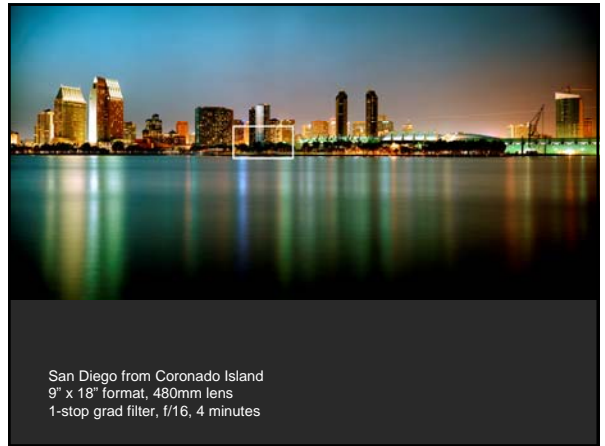 San Diego from Coronado Island
9” x 18” format, 480mm lens
1-stop grad filter, f/16, 4 minutes